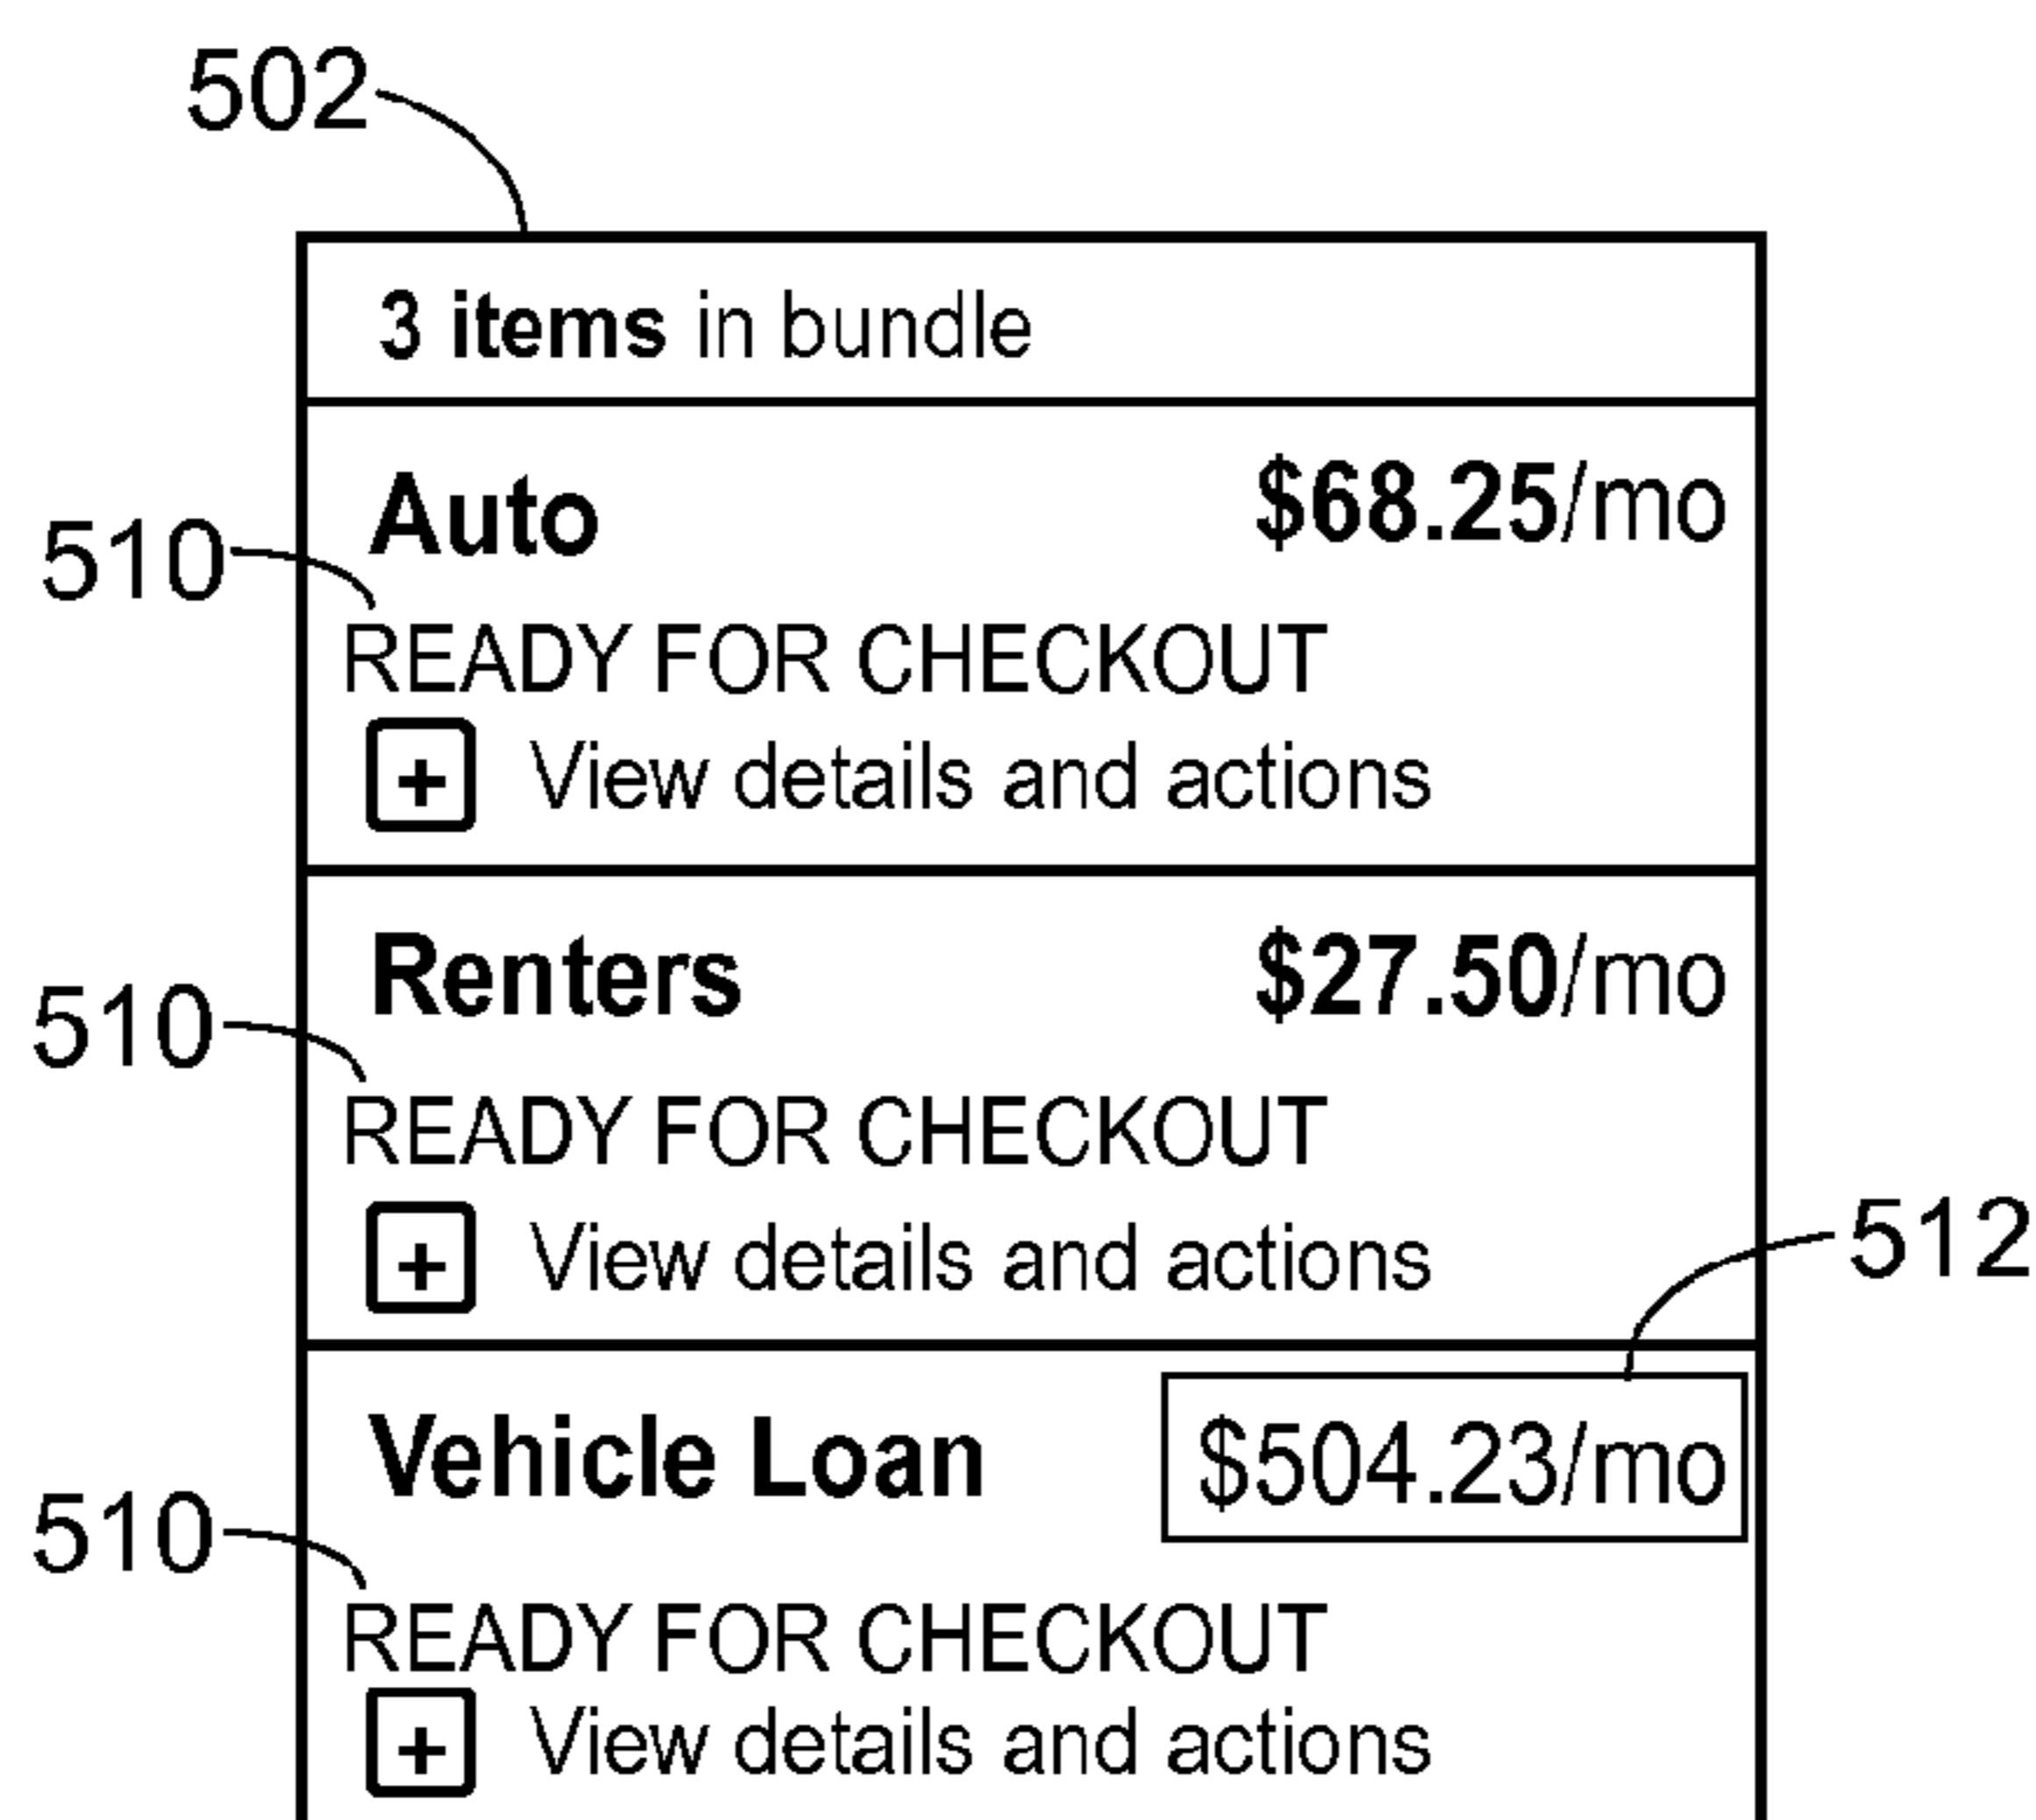 502
3 items in bundle
Auto $68.25/mo
510
READY FOR CHECKOUT
+ View details and actions
Renters $27.50/mo
510
READY FOR CHECKOUT
+ View details and actions
512
Vehicle Loan $504.23/mo
510
READY FOR CHECKOUT
+ View details and actions